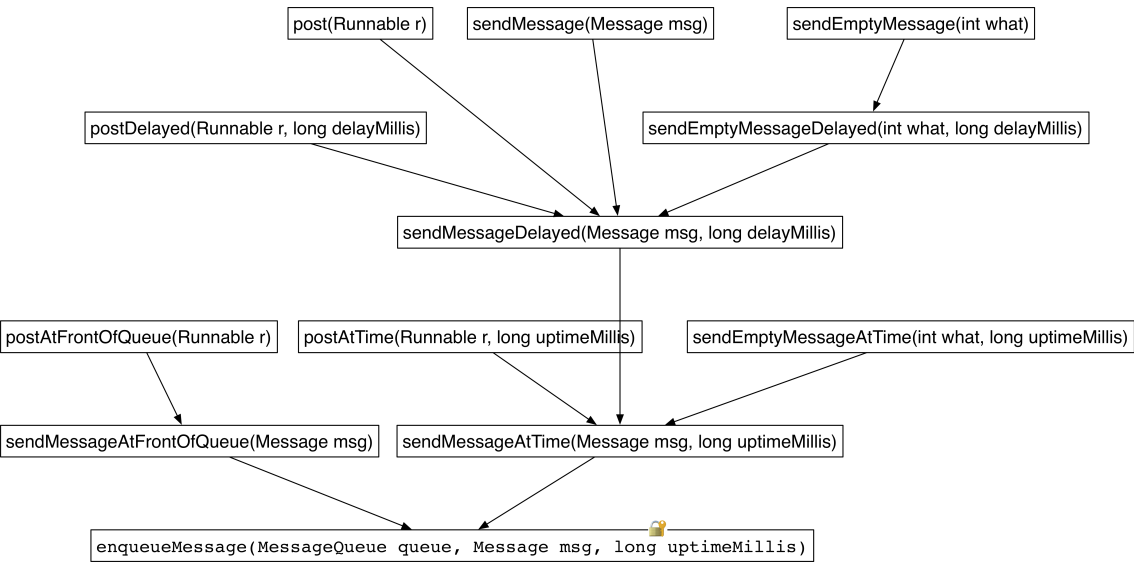 post(Runnable r)
sendMessage(Message msg)
sendEmptyMessage(int what)
postDelayed(Runnable r, long delayMillis)
sendEmptyMessageDelayed(int what, long delayMillis)
sendMessageDelayed(Message msg, long delayMillis)
postAtFrontOfQueue(Runnable r)
postAtTime(Runnable r, long uptimeMillis)
sendEmptyMessageAtTime(int what, long uptimeMillis)
sendMessageAtFrontOfQueue(Message msg)
sendMessageAtTime(Message msg, long uptimeMillis)
enqueueMessage(MessageQueue queue, Message msg, long uptimeMillis)